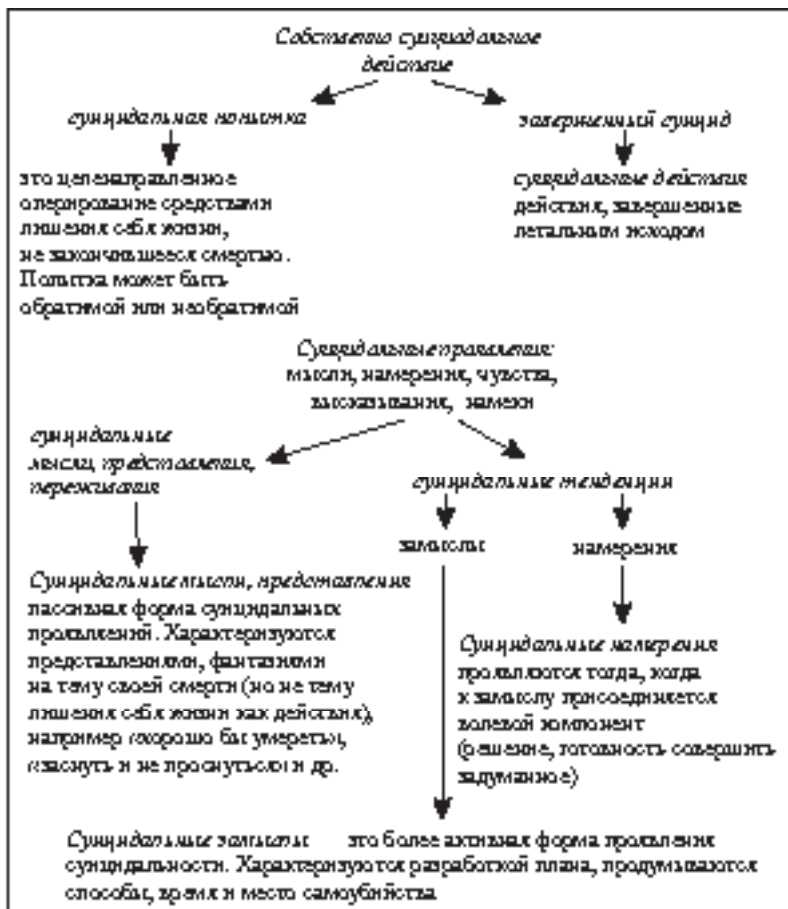 Собственно суицидальное
действие
суицидальная попытка
завершенный суицид
это целенаправленное
оперирование средствами
лишения себя жизни,
не закончившееся смертью.
Попытка может быть
обратимой или необратимой
суицидальные действия
действия, завершенные
летальным исходом
Суицидальные проявления:
мысли, намерения, чувства,
высказывания, намеки
суицидальные
мысли, представления,
переживания
суицидальные тенденции
замыслы
намерения
Суицидальные мысли, представления
пассивная форма суицидальных
проявлений. Характеризуются
представлениями, фантазиями
на тему своей смерти (но не тему
лишения себя жизни как действия),
например «хорошо бы умереть»,
«заснуть и не проснуться» и др.
Суицидальные намерения
проявляются тогда, когда
к замыслу присоединяется
волевой компонент
(решение, готовность совершить
задуманное)
Суицидальные замыслы это более активная форма проявления
суицидальности. Характеризуются разработкой плана, продумываются
способы, время и место самоубийства